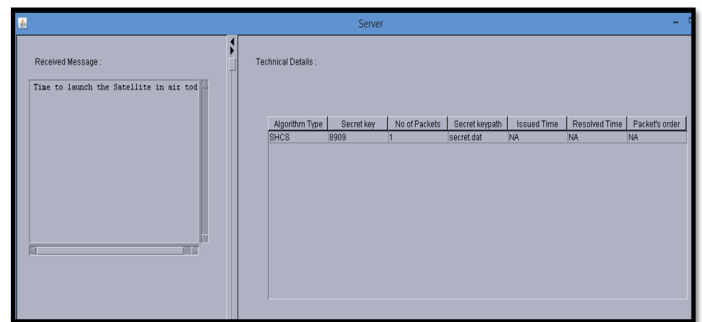 Server
Received Message :
Time to launch the Satellite in air tod
Technical Details :
Algorithm Type Secret key No of Packets Secret keypath Issued Time Resolved Time Packet's order
SHCS 8909 1 secret.dat NA NA NA